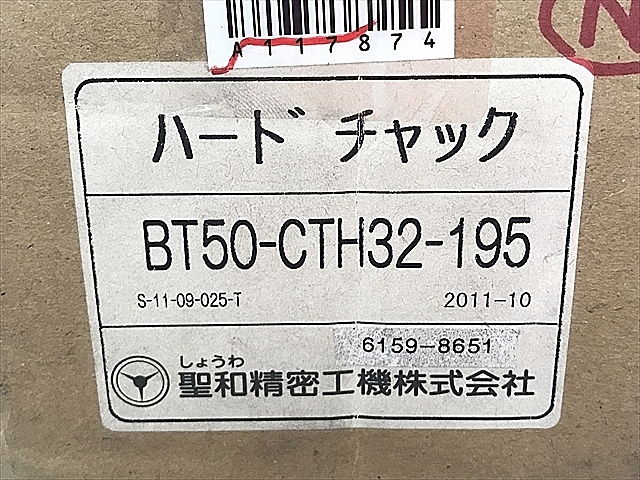 A117874
N
ハード チャック
BT50-CTH32-195
S-11-09-025-T
2011-10
6159-8651
しょうわ
聖和精密工機株式会社